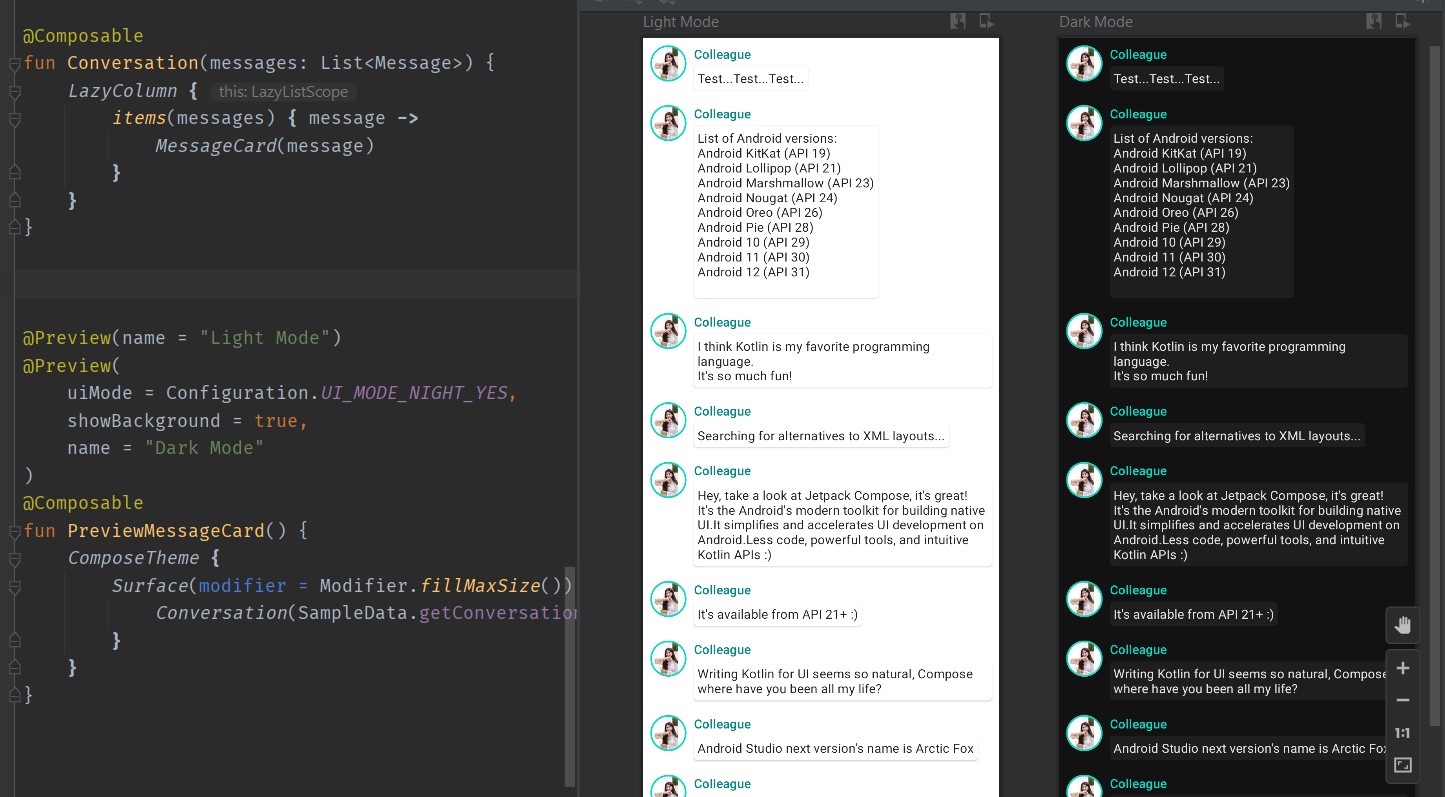 @Composable
fun Conversation(messages: List<Message>) {
LazyColumn { this: LazyListScope
items(messages) { message ->
MessageCard(message)
}
}
}
@Preview(name = "Light Mode")
@Preview(
uiMode = Configuration.UI_MODE_NIGHT_YES,
showBackground = true,
name = "Dark Mode"
)
@Composable
fun PreviewMessageCard() {
ComposeTheme {
Surface(modifier = Modifier.fillMaxSize())
Conversation(SampleData.getConversation
}
}
}
Light Mode
Colleague
Test...Test...Test...
Colleague
List of Android versions:
Android KitKat (API 19)
Android Lollipop (API 21)
Android Marshmallow (API 23)
Android Nougat (API 24)
Android Oreo (API 26)
Android Pie (API 28)
Android 10 (API 29)
Android 11 (API 30)
Android 12 (API 31)
Colleague
I think Kotlin is my favorite programming
language.
It's so much fun!
Colleague
Searching for alternatives to XML layouts...
Colleague
Hey, take a look at Jetpack Compose, it's great!
It's the Android's modern toolkit for building native
UI.It simplifies and accelerates UI development on
Android.Less code, powerful tools, and intuitive
Kotlin APIs :)
Colleague
It's available from API 21+ :)
Colleague
Writing Kotlin for UI seems so natural, Compose
where have you been all my life?
Colleague
Android Studio next version's name is Arctic Fox
Colleague
Dark Mode
Colleague
Test...Test...Test...
Colleague
List of Android versions:
Android KitKat (API 19)
Android Lollipop (API 21)
Android Marshmallow (API 23)
Android Nougat (API 24)
Android Oreo (API 26)
Android Pie (API 28)
Android 10 (API 29)
Android 11 (API 30)
Android 12 (API 31)
Colleague
I think Kotlin is my favorite programming
language.
It's so much fun!
Colleague
Searching for alternatives to XML layouts...
Colleague
Hey, take a look at Jetpack Compose, it's great!
It's the Android's modern toolkit for building native
UI.It simplifies and accelerates UI development on
Android.Less code, powerful tools, and intuitive
Kotlin APIs :)
Colleague
It's available from API 21+ :)
Colleague
Writing Kotlin for UI seems so natural, Compose
where have you been all my life?
Colleague
Android Studio next version's name is Arctic Fox
Colleague
1:1